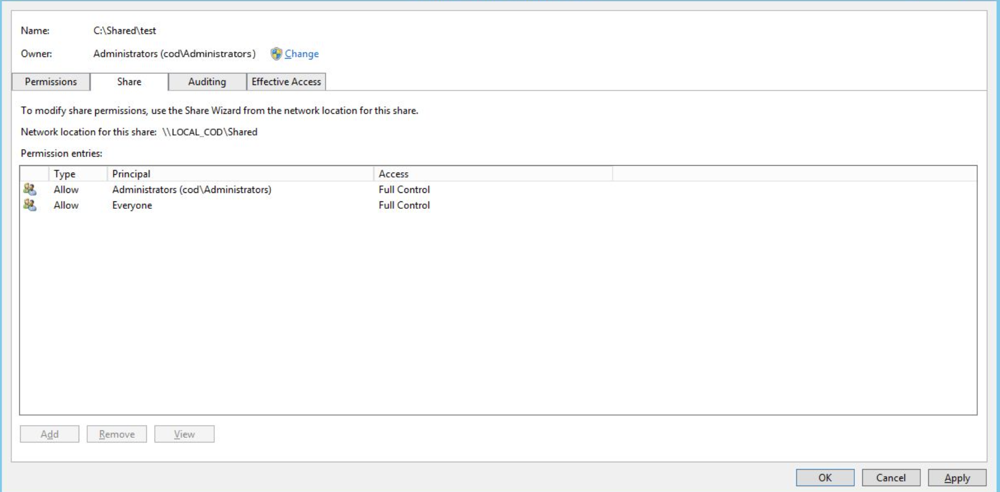 Name: C:\Shared\test
Owner: Administrators (cod\Administrators) Change
Permissions Share Auditing Effective Access
To modify share permissions, use the Share Wizard from the network location for this share.
Network location for this share: \\LOCAL_COD\Shared
Permission entries:
Type Principal Access
Allow Administrators (cod\Administrators) Full Control
Allow Everyone Full Control
Add Remove View
OK Cancel Apply